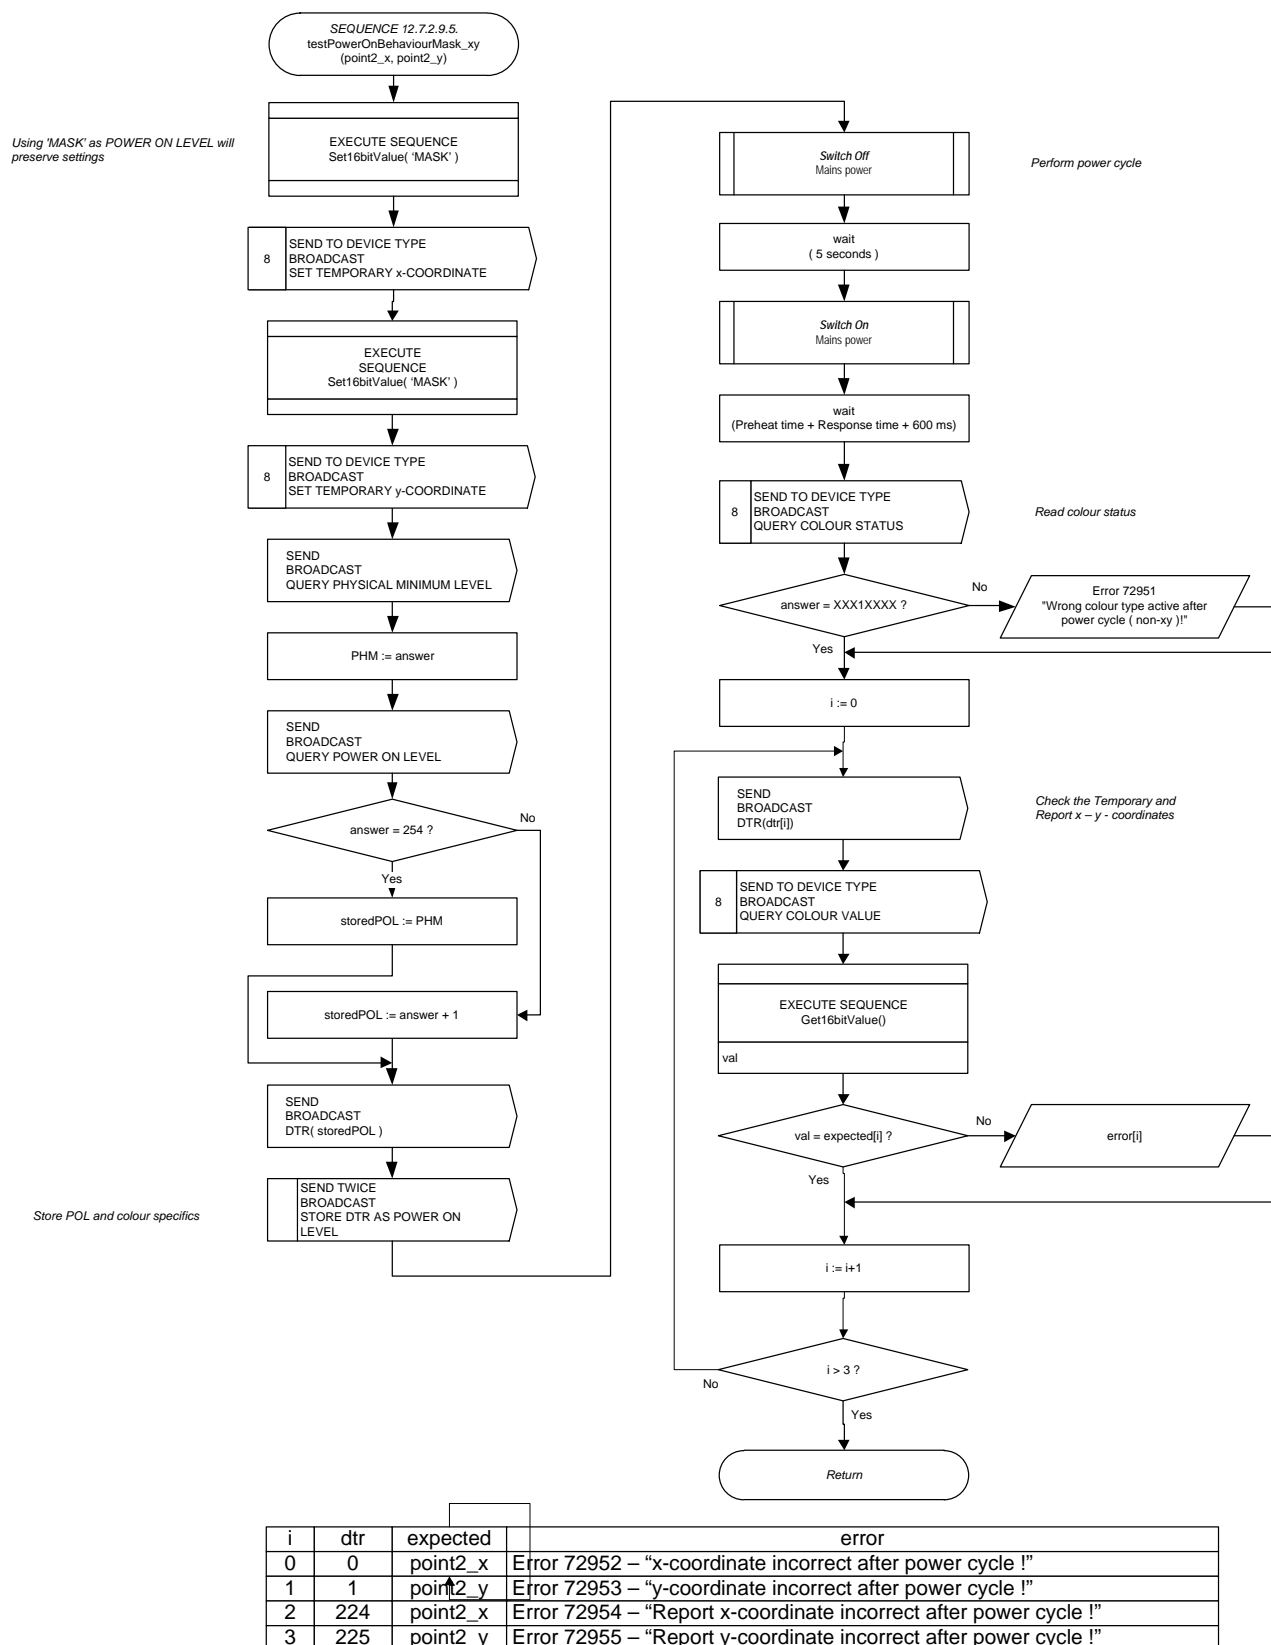 SEQUENCE 12.7.2.9.5.
testPowerOnBehaviourMask_xy
(point2_x, point2_y)
Using 'MASK' as POWER ON LEVEL will
preserve settings
EXECUTE SEQUENCE
Set16bitValue( ‘MASK’ )
8
SEND TO DEVICE TYPE
BROADCAST
SET TEMPORARY x-COORDINATE
EXECUTE
SEQUENCE
Set16bitValue( ‘MASK’ )
8
SEND TO DEVICE TYPE
BROADCAST
SET TEMPORARY y-COORDINATE
SEND
BROADCAST
QUERY PHYSICAL MINIMUM LEVEL
PHM := answer
SEND
BROADCAST
QUERY POWER ON LEVEL
answer = 254 ?
No
Yes
storedPOL := PHM
storedPOL := answer + 1
SEND
BROADCAST
DTR( storedPOL )
Store POL and colour specifics
SEND TWICE
BROADCAST
STORE DTR AS POWER ON
LEVEL
Switch Off
Mains power
Perform power cycle
wait
( 5 seconds )
Switch On
Mains power
wait
(Preheat time + Response time + 600 ms)
8
SEND TO DEVICE TYPE
BROADCAST
QUERY COLOUR STATUS
Read colour status
answer = XXX1XXXX ?
No
Error 72951
"Wrong colour type active after
power cycle ( non-xy )!"
Yes
i := 0
SEND
BROADCAST
DTR(dtr[i])
Check the Temporary and
Report x – y - coordinates
8
SEND TO DEVICE TYPE
BROADCAST
QUERY COLOUR VALUE
EXECUTE SEQUENCE
Get16bitValue()
val
val = expected[i] ?
No
error[i]
Yes
i := i+1
i > 3 ?
No
Yes
Return
i dtr expected error
0 0 point2_x Error 72952 – “x-coordinate incorrect after power cycle !”
1 1 point2_y Error 72953 – “y-coordinate incorrect after power cycle !”
2 224 point2_x Error 72954 – “Report x-coordinate incorrect after power cycle !”
3 225 point2_y Error 72955 – “Report y-coordinate incorrect after power cycle !”